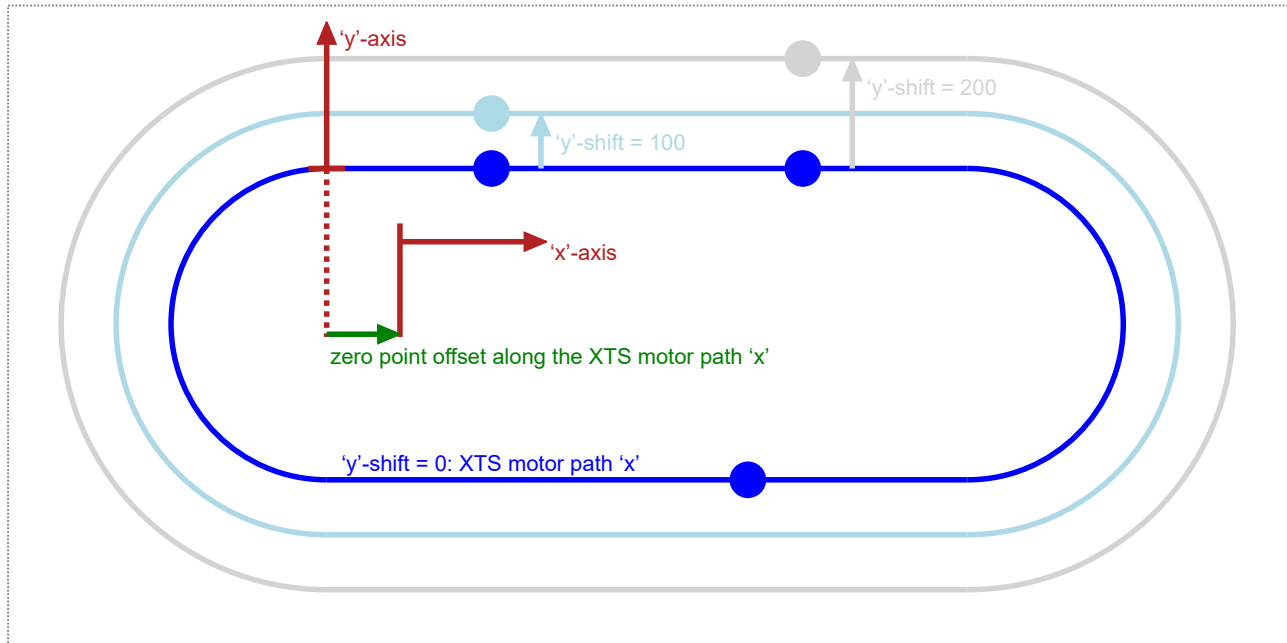 ‘y’-axis
‘y’-shift = 200
‘y’-shift = 100
‘x’-axis
zero point offset along the XTS motor path ‘x’
‘y’-shift = 0: XTS motor path ‘x’